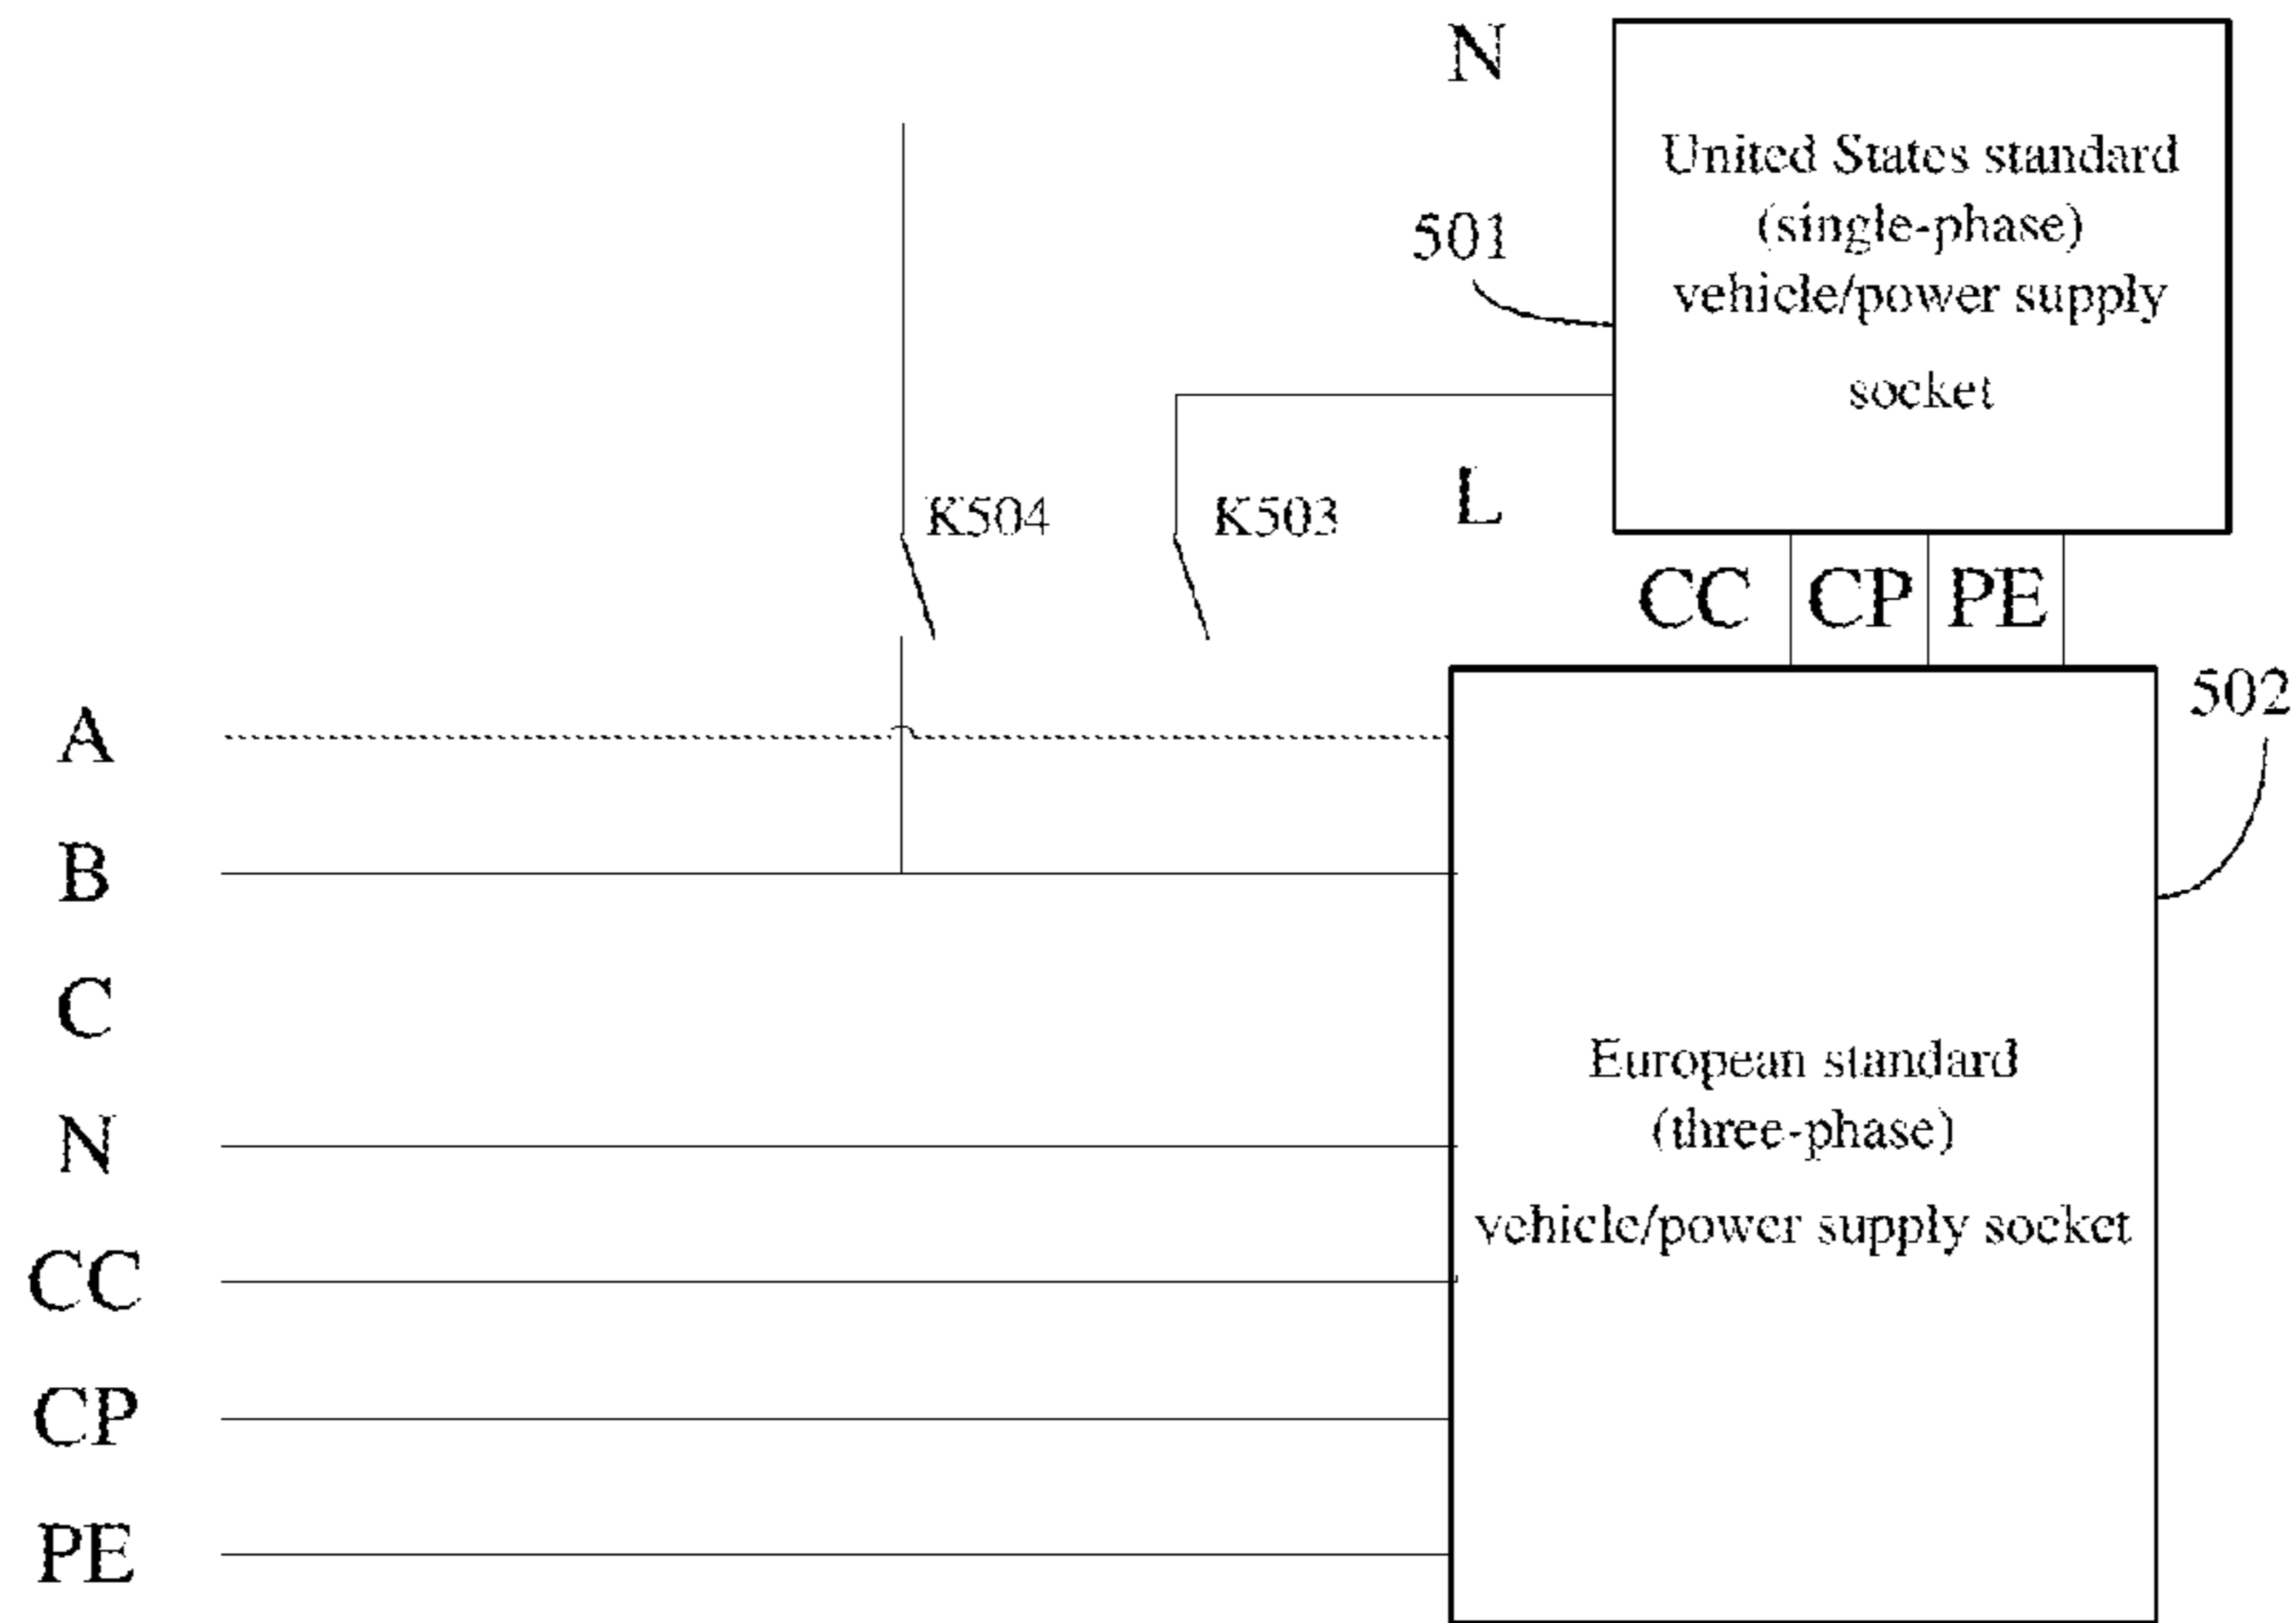 N
United States standard
(single-phase)
vehicle/power supply
socket
501
K504
K503
L
CC
CP
PE
502
A
B
C
N
CC
CP
PE
European standard
(three-phase)
vehicle/power supply socket